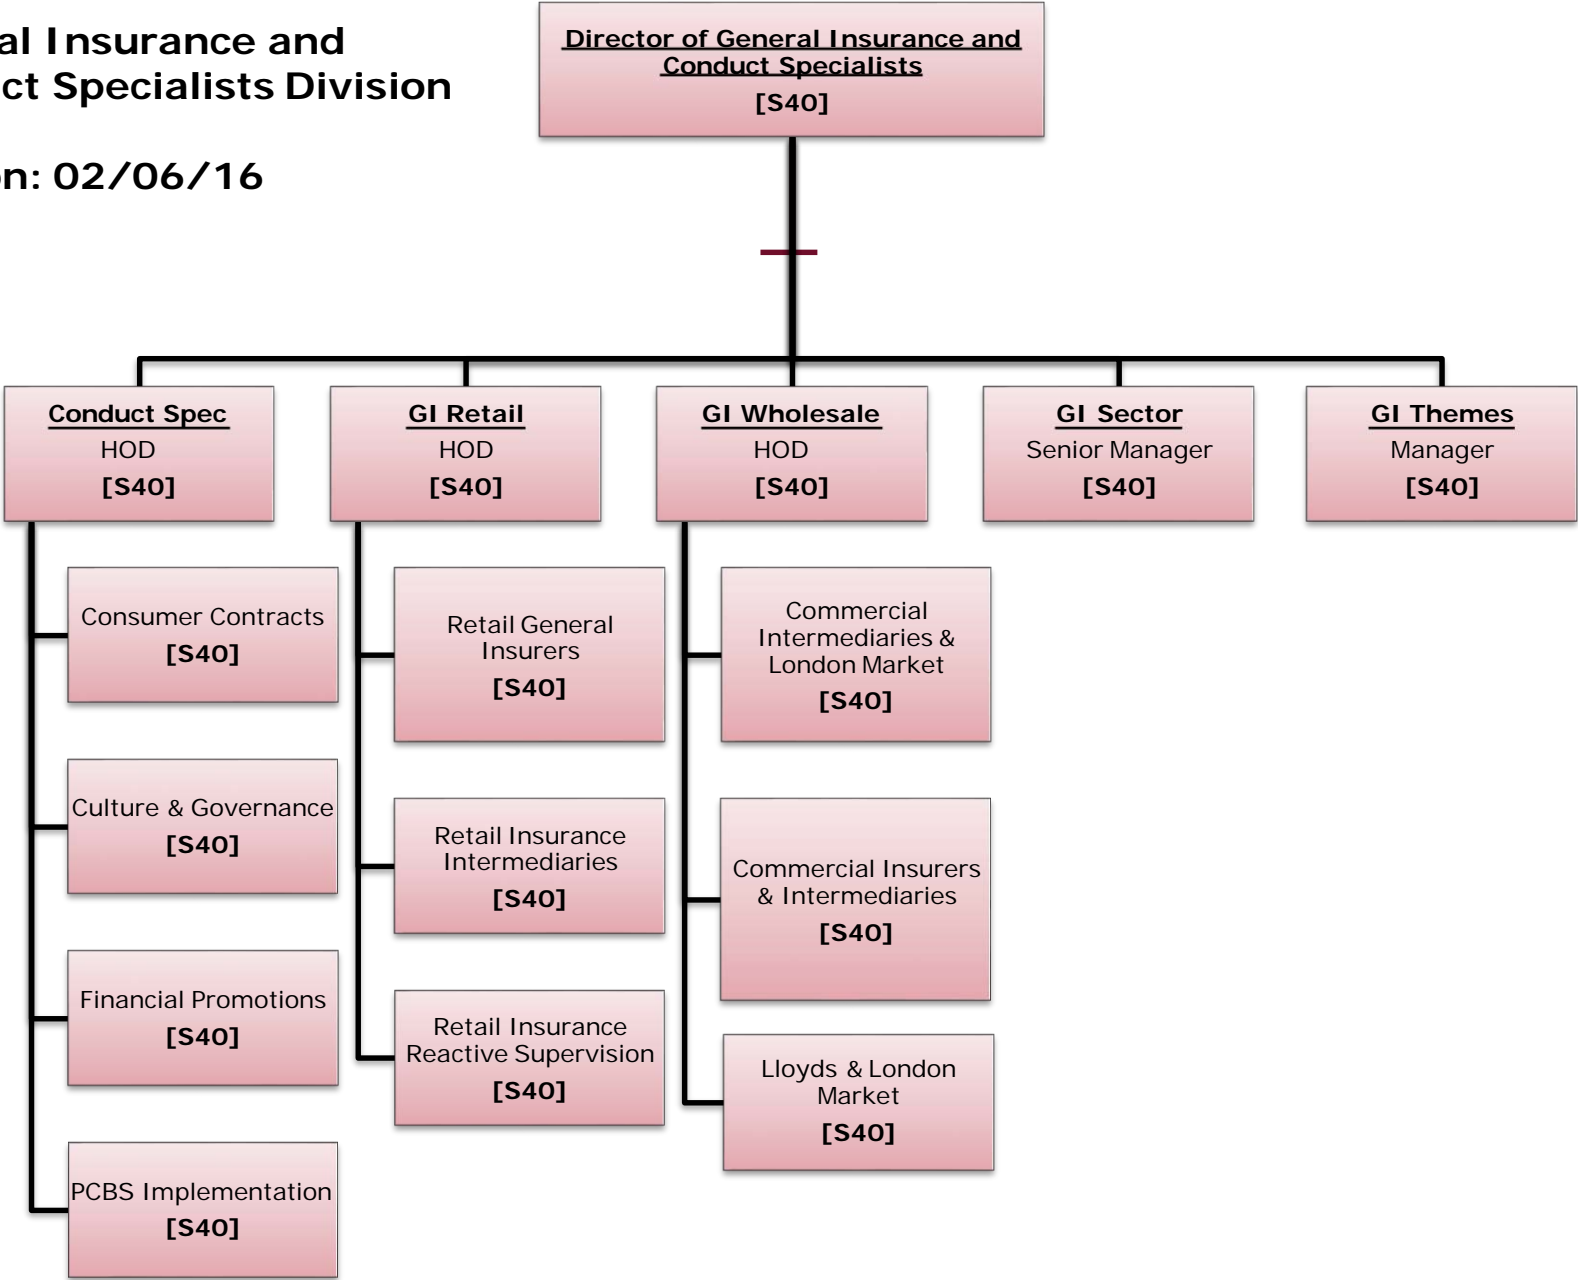 al Insurance and
ct Specialists Division
n: 02/06/16
Director of General Insurance and
Conduct Specialists
[S40]
Conduct Spec
HOD
[S40]
GI Retail
HOD
[S40]
GI Wholesale
HOD
[S40]
GI Sector
Senior Manager
[S40]
GI Themes
Manager
[S40]
Consumer Contracts
[S40]
Culture & Governance
[S40]
Financial Promotions
[S40]
PCBS Implementation
[S40]
Retail General
Insurers
[S40]
Retail Insurance
Intermediaries
[S40]
Retail Insurance
Reactive Supervision
[S40]
Commercial
Intermediaries &
London Market
[S40]
Commercial Insurers
& Intermediaries
[S40]
Lloyds & London
Market
[S40]